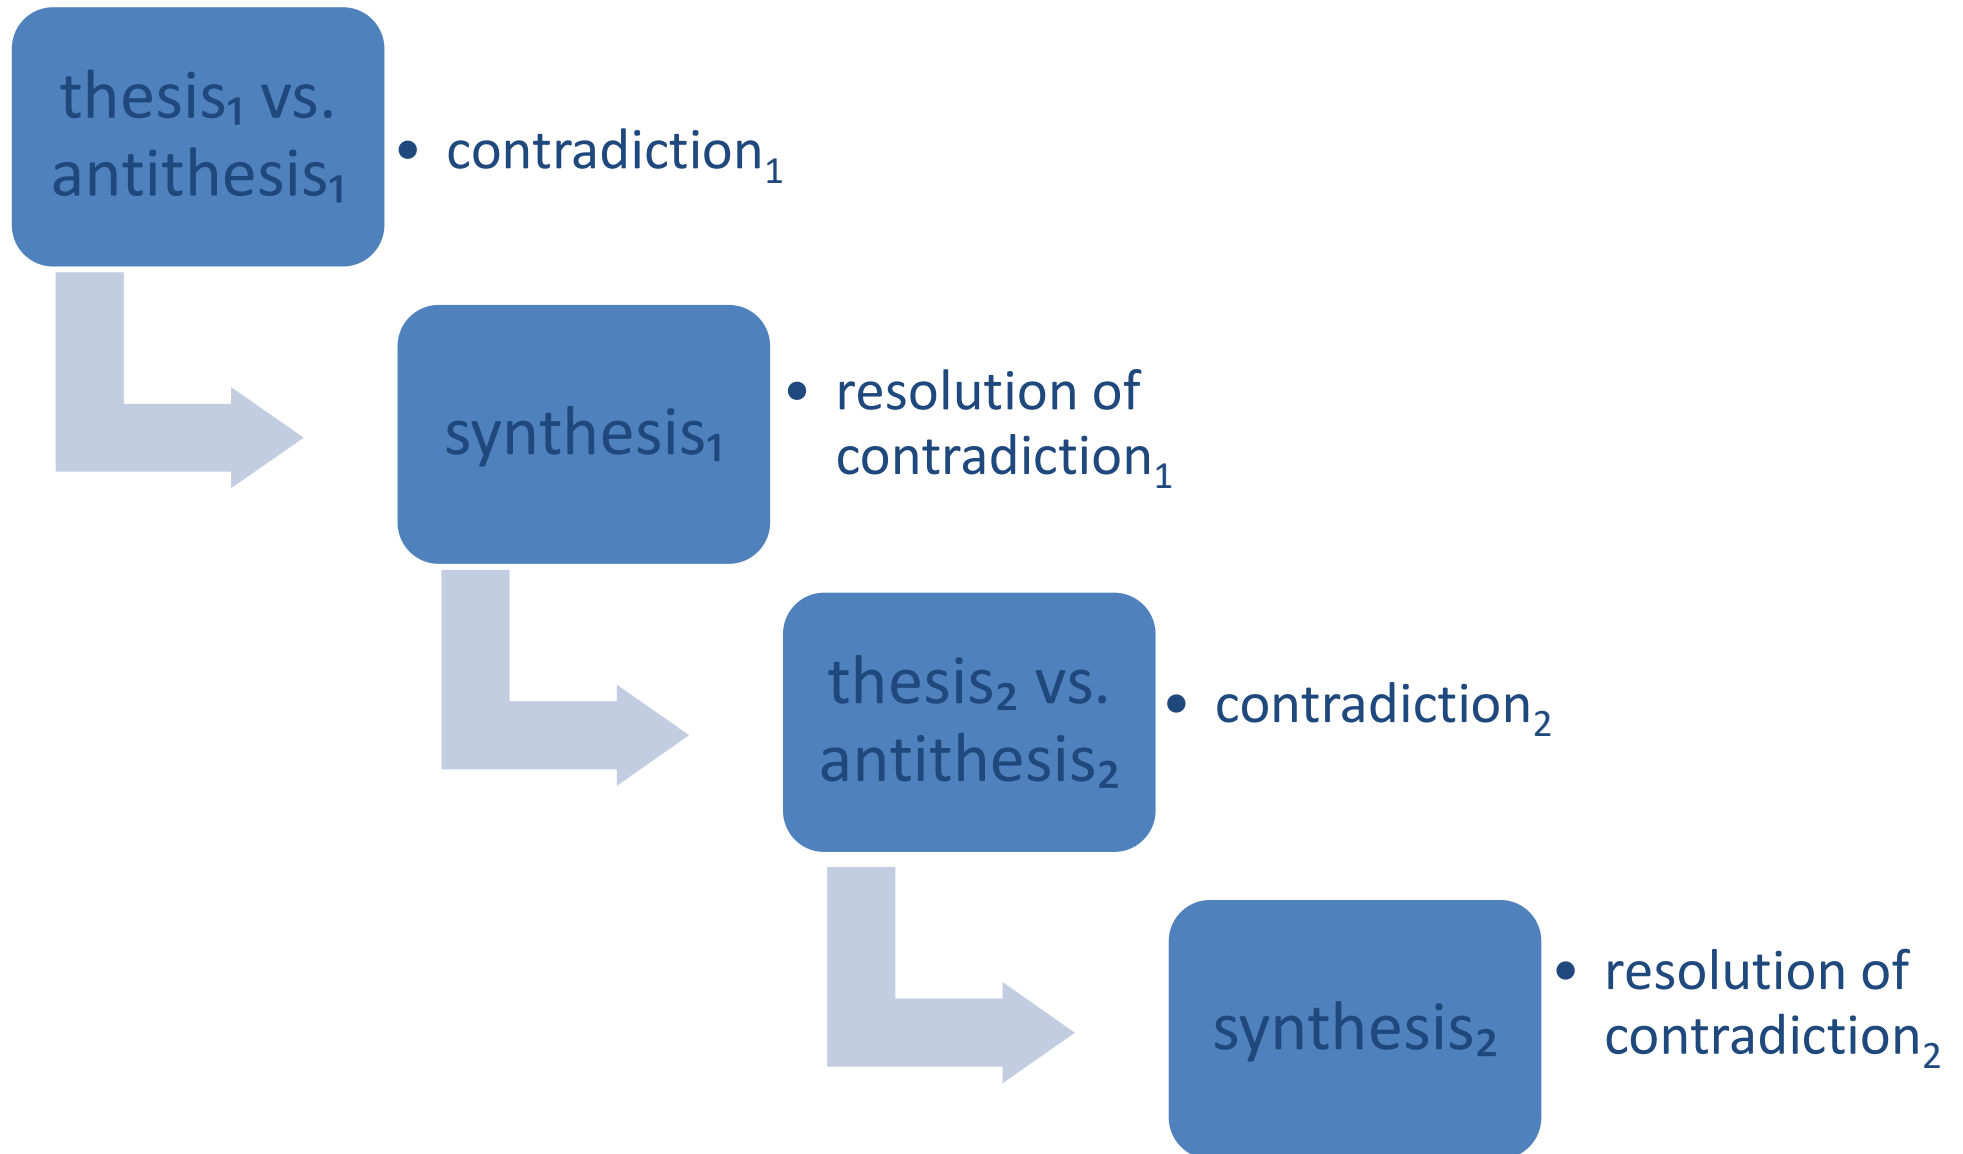 thesis₁ vs.
antithesis₁
• contradiction₁
synthesis₁
• resolution of
contradiction₁
thesis₂ vs.
antithesis₂
• contradiction₂
synthesis₂
• resolution of
contradiction₂